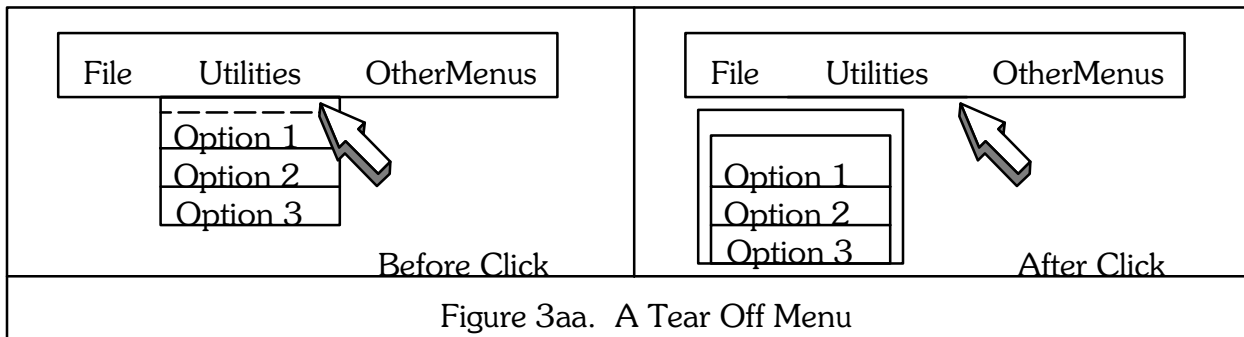 File Utilities OtherMenus
Option 1
Option 2
Option 3
Before Click
File Utilities OtherMenus
Option 1
Option 2
Option 3
After Click
Figure 3aa. A Tear Off Menu